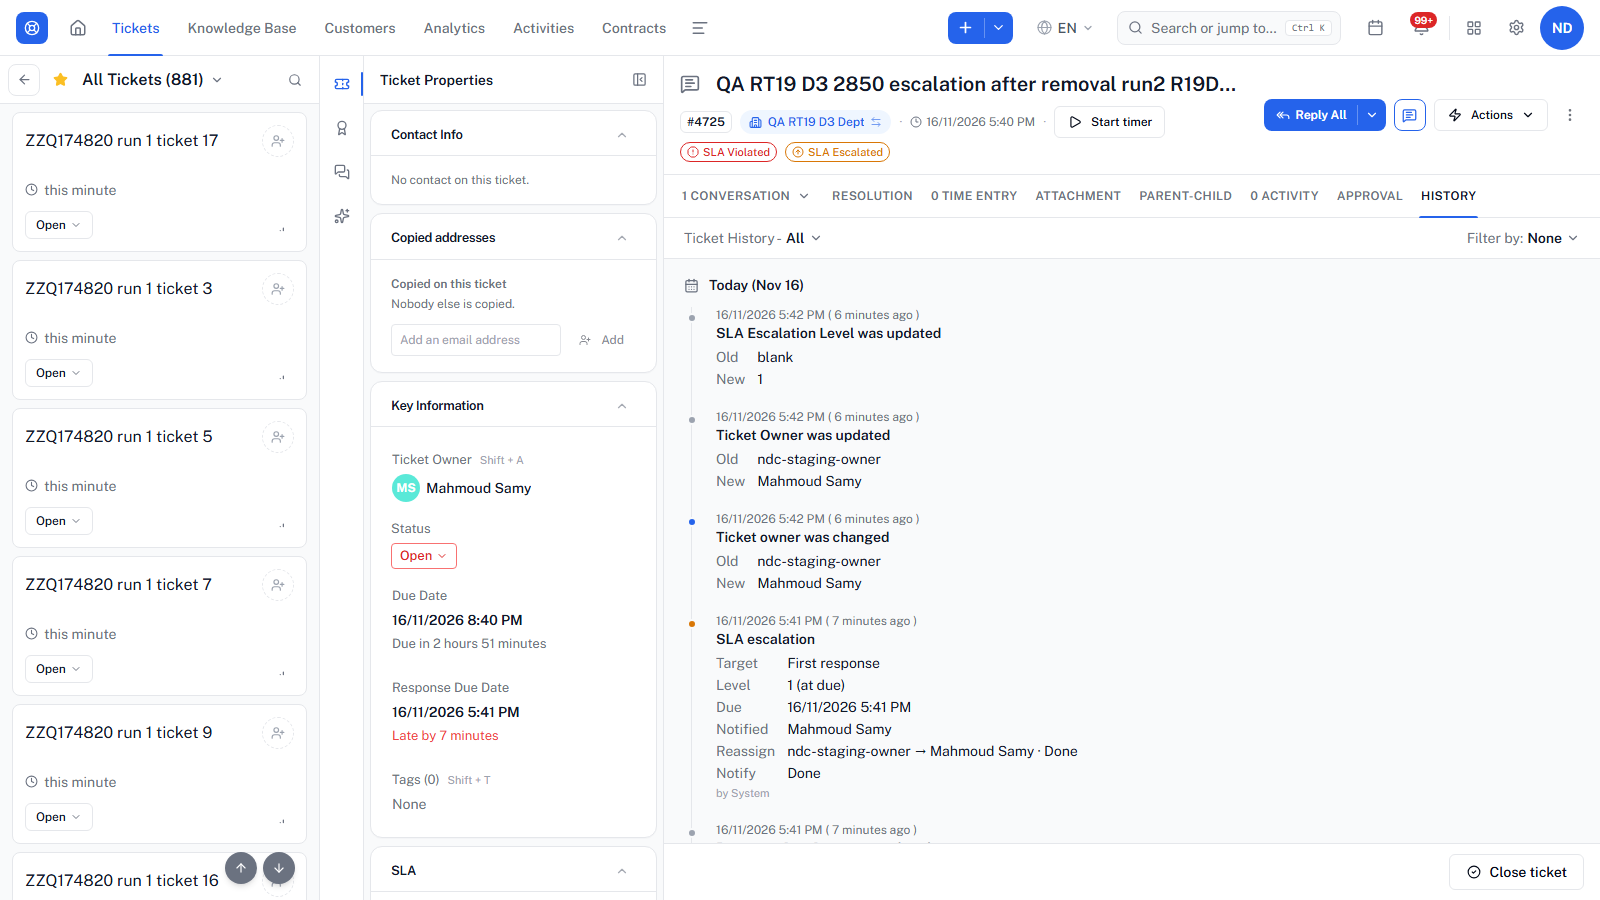 Tickets
Knowledge Base
Customers
Analytics
Activities
Contracts
EN
Search or jump to...
Ctrl K
99+
ND
All Tickets (881)
ZZQ174820 run 1 ticket 17
this minute
Open
ZZQ174820 run 1 ticket 3
this minute
Open
ZZQ174820 run 1 ticket 5
this minute
Open
ZZQ174820 run 1 ticket 7
this minute
Open
ZZQ174820 run 1 ticket 9
this minute
Open
ZZQ174820 run 1 ticket 16
Ticket Properties
Contact Info
No contact on this ticket.
Copied addresses
Copied on this ticket
Nobody else is copied.
Add an email address
Add
Key Information
Ticket Owner Shift + A
MS Mahmoud Samy
Status
Open
Due Date
16/11/2026 8:40 PM
Due in 2 hours 51 minutes
Response Due Date
16/11/2026 5:41 PM
Late by 7 minutes
Tags (0) Shift + T
None
SLA
QA RT19 D3 2850 escalation after removal run2 R19D...
#4725
QA RT19 D3 Dept
· 16/11/2026 5:40 PM ·
Start timer
SLA Violated
SLA Escalated
Reply All
Actions
1 CONVERSATION
RESOLUTION
0 TIME ENTRY
ATTACHMENT
PARENT-CHILD
0 ACTIVITY
APPROVAL
HISTORY
Ticket History - All
Filter by: None
Today (Nov 16)
16/11/2026 5:42 PM ( 6 minutes ago )
SLA Escalation Level was updated
Old blank
New 1
16/11/2026 5:42 PM ( 6 minutes ago )
Ticket Owner was updated
Old ndc-staging-owner
New Mahmoud Samy
16/11/2026 5:42 PM ( 6 minutes ago )
Ticket owner was changed
Old ndc-staging-owner
New Mahmoud Samy
16/11/2026 5:41 PM ( 7 minutes ago )
SLA escalation
Target First response
Level 1 (at due)
Due 16/11/2026 5:41 PM
Notified Mahmoud Samy
Reassign ndc-staging-owner → Mahmoud Samy · Done
Notify Done
by System
16/11/2026 5:41 PM ( 7 minutes ago )
Close ticket